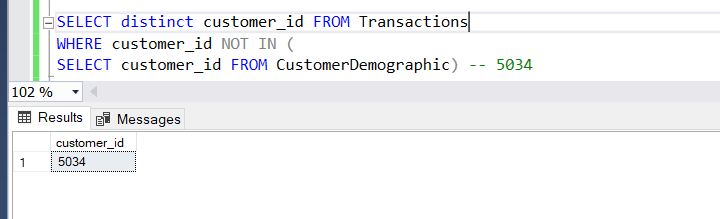 SELECT distinct customer_id FROM Transactions
WHERE customer_id NOT IN (
SELECT customer_id FROM CustomerDemographic) -- 5034
102 %
Results Messages
customer_id
1 5034